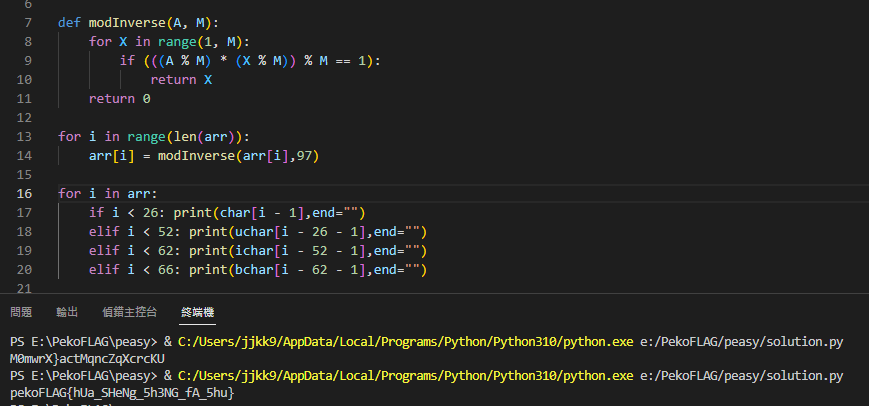 6
7 def modInverse(A, M):
8 for X in range(1, M):
9 if (((A % M) * (X % M)) % M == 1):
10 return X
11 return 0
12
13 for i in range(len(arr)):
14 arr[i] = modInverse(arr[i],97)
15
16 for i in arr:
17 if i < 26: print(char[i - 1],end="")
18 elif i < 52: print(uchar[i - 26 - 1],end="")
19 elif i < 62: print(ichar[i - 52 - 1],end="")
20 elif i < 66: print(bchar[i - 62 - 1],end="")
21
問題 輸出 偵錯主控台 終端機
PS E:\PekoFLAG\peasy> & C:/Users/jjkk9/AppData/Local/Programs/Python/Python310/python.exe e:/PekoFLAG/peasy/solution.py
M0mwrX}actMqncZqXcrcKU
PS E:\PekoFLAG\peasy> & C:/Users/jjkk9/AppData/Local/Programs/Python/Python310/python.exe e:/PekoFLAG/peasy/solution.py
pekoFLAG{hUa_SHeNg_5h3NG_fA_5hu}